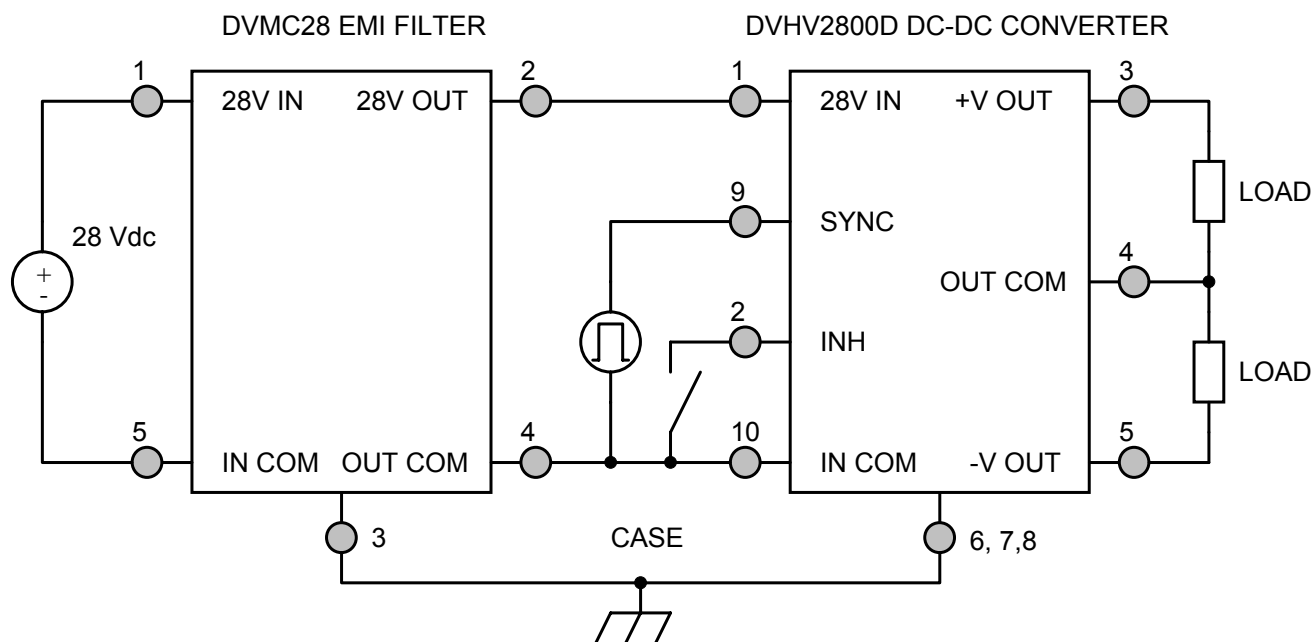 DVMC28 EMI FILTER DVHV2800D DC-DC CONVERTER
1 2 1 3
28V IN 28V OUT 28V IN +V OUT
9
SYNC LOAD
28 Vdc
4
+
-
OUT COM
2
INH
LOAD
5 4 10 5
IN COM OUT COM IN COM -V OUT
3 CASE 6, 7,8